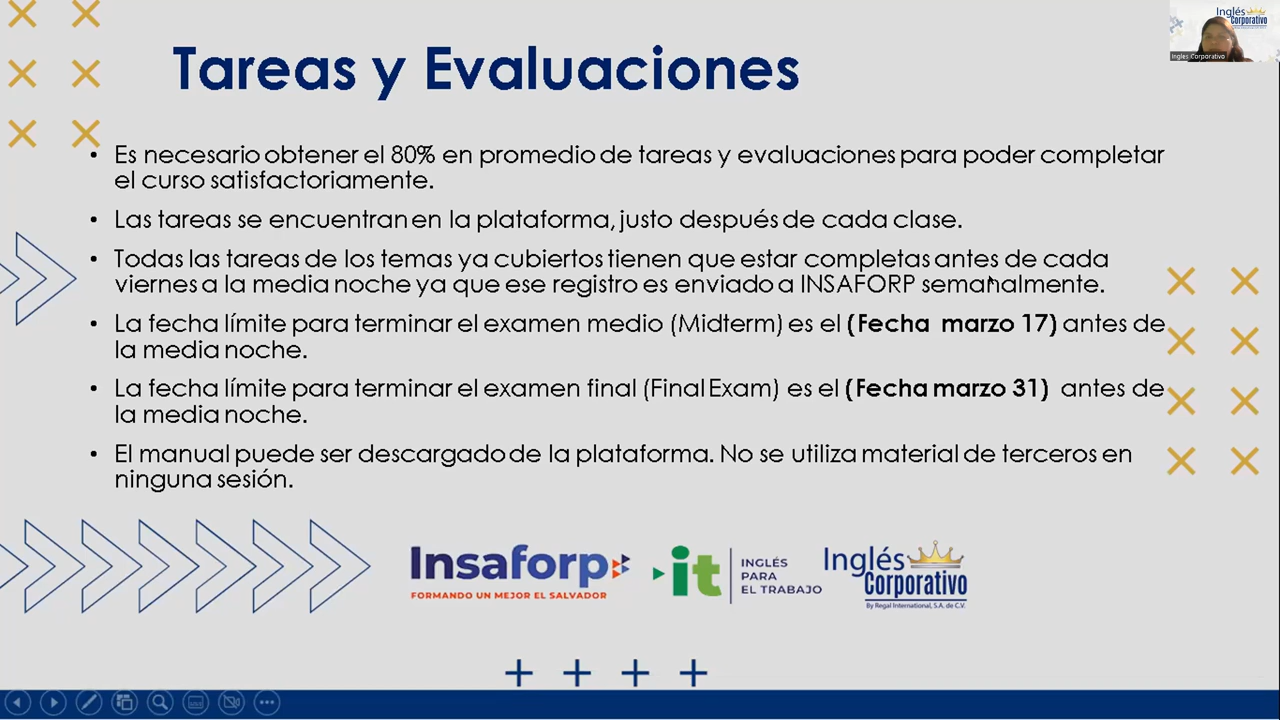 Inglés
Corporativo
Inglés Corporativo
Tareas y Evaluaciones
• Es necesario obtener el 80% en promedio de tareas y evaluaciones para poder completar
el curso satisfactoriamente.
• Las tareas se encuentran en la plataforma, justo después de cada clase.
• Todas las tareas de los temas ya cubiertos tienen que estar completas antes de cada
viernes a la media noche ya que ese registro es enviado a INSAFORP semanalmente.
• La fecha límite para terminar el examen medio (Midterm) es el (Fecha marzo 17) antes de
la media noche.
• La fecha límite para terminar el examen final (Final Exam) es el (Fecha marzo 31) antes de
la media noche.
• El manual puede ser descargado de la plataforma. No se utiliza material de terceros en
ninguna sesión.
Insaforp
FORMANDO UN MEJOR EL SALVADOR
it
INGLÉS
PARA
EL TRABAJO
Inglés
Corporativo
By Regal International, S.A. de C.V.